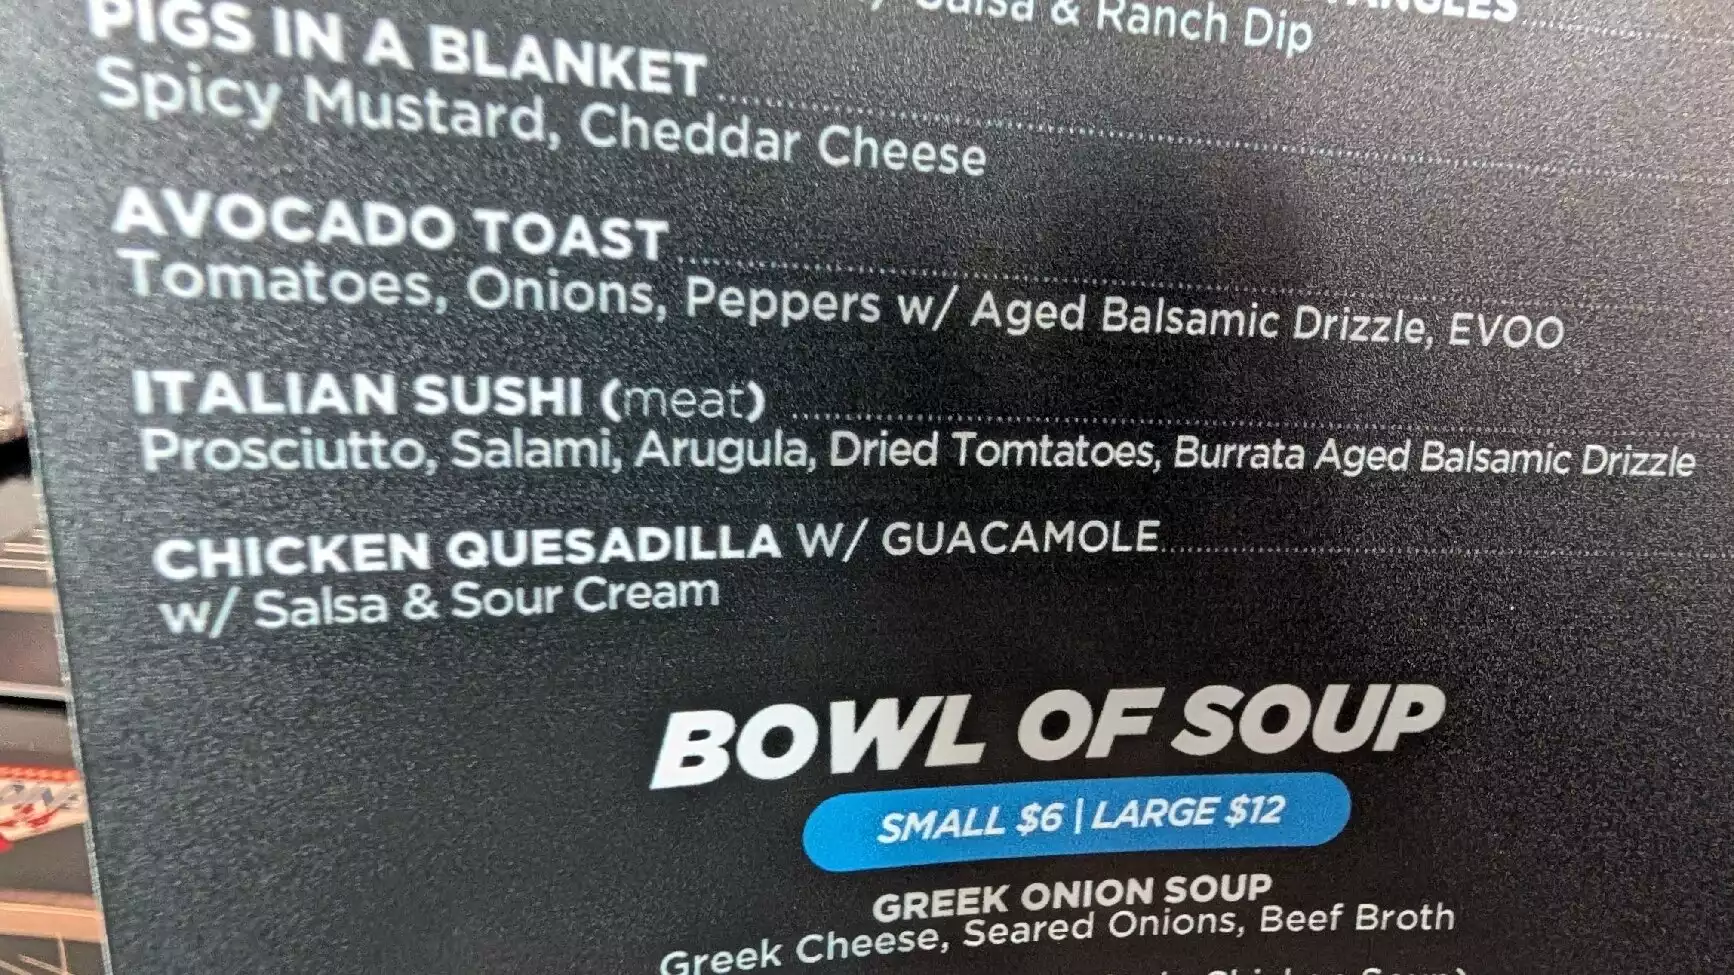 Salsa & Ranch Dip
PIGS IN A BLANKET
Spicy Mustard, Cheddar Cheese
AVOCADO TOAST
Tomatoes, Onions, Peppers w/ Aged Balsamic Drizzle, EVOO
ITALIAN SUSHI (meat)
Prosciutto, Salami, Arugula, Dried Tomtatoes, Burrata Aged Balsamic Drizzle
CHICKEN QUESADILLA W/ GUACAMOLE
w/ Salsa & Sour Cream
BOWL OF SOUP
SMALL $6 | LARGE $12
GREEK ONION SOUP
Greek Cheese, Seared Onions, Beef Broth